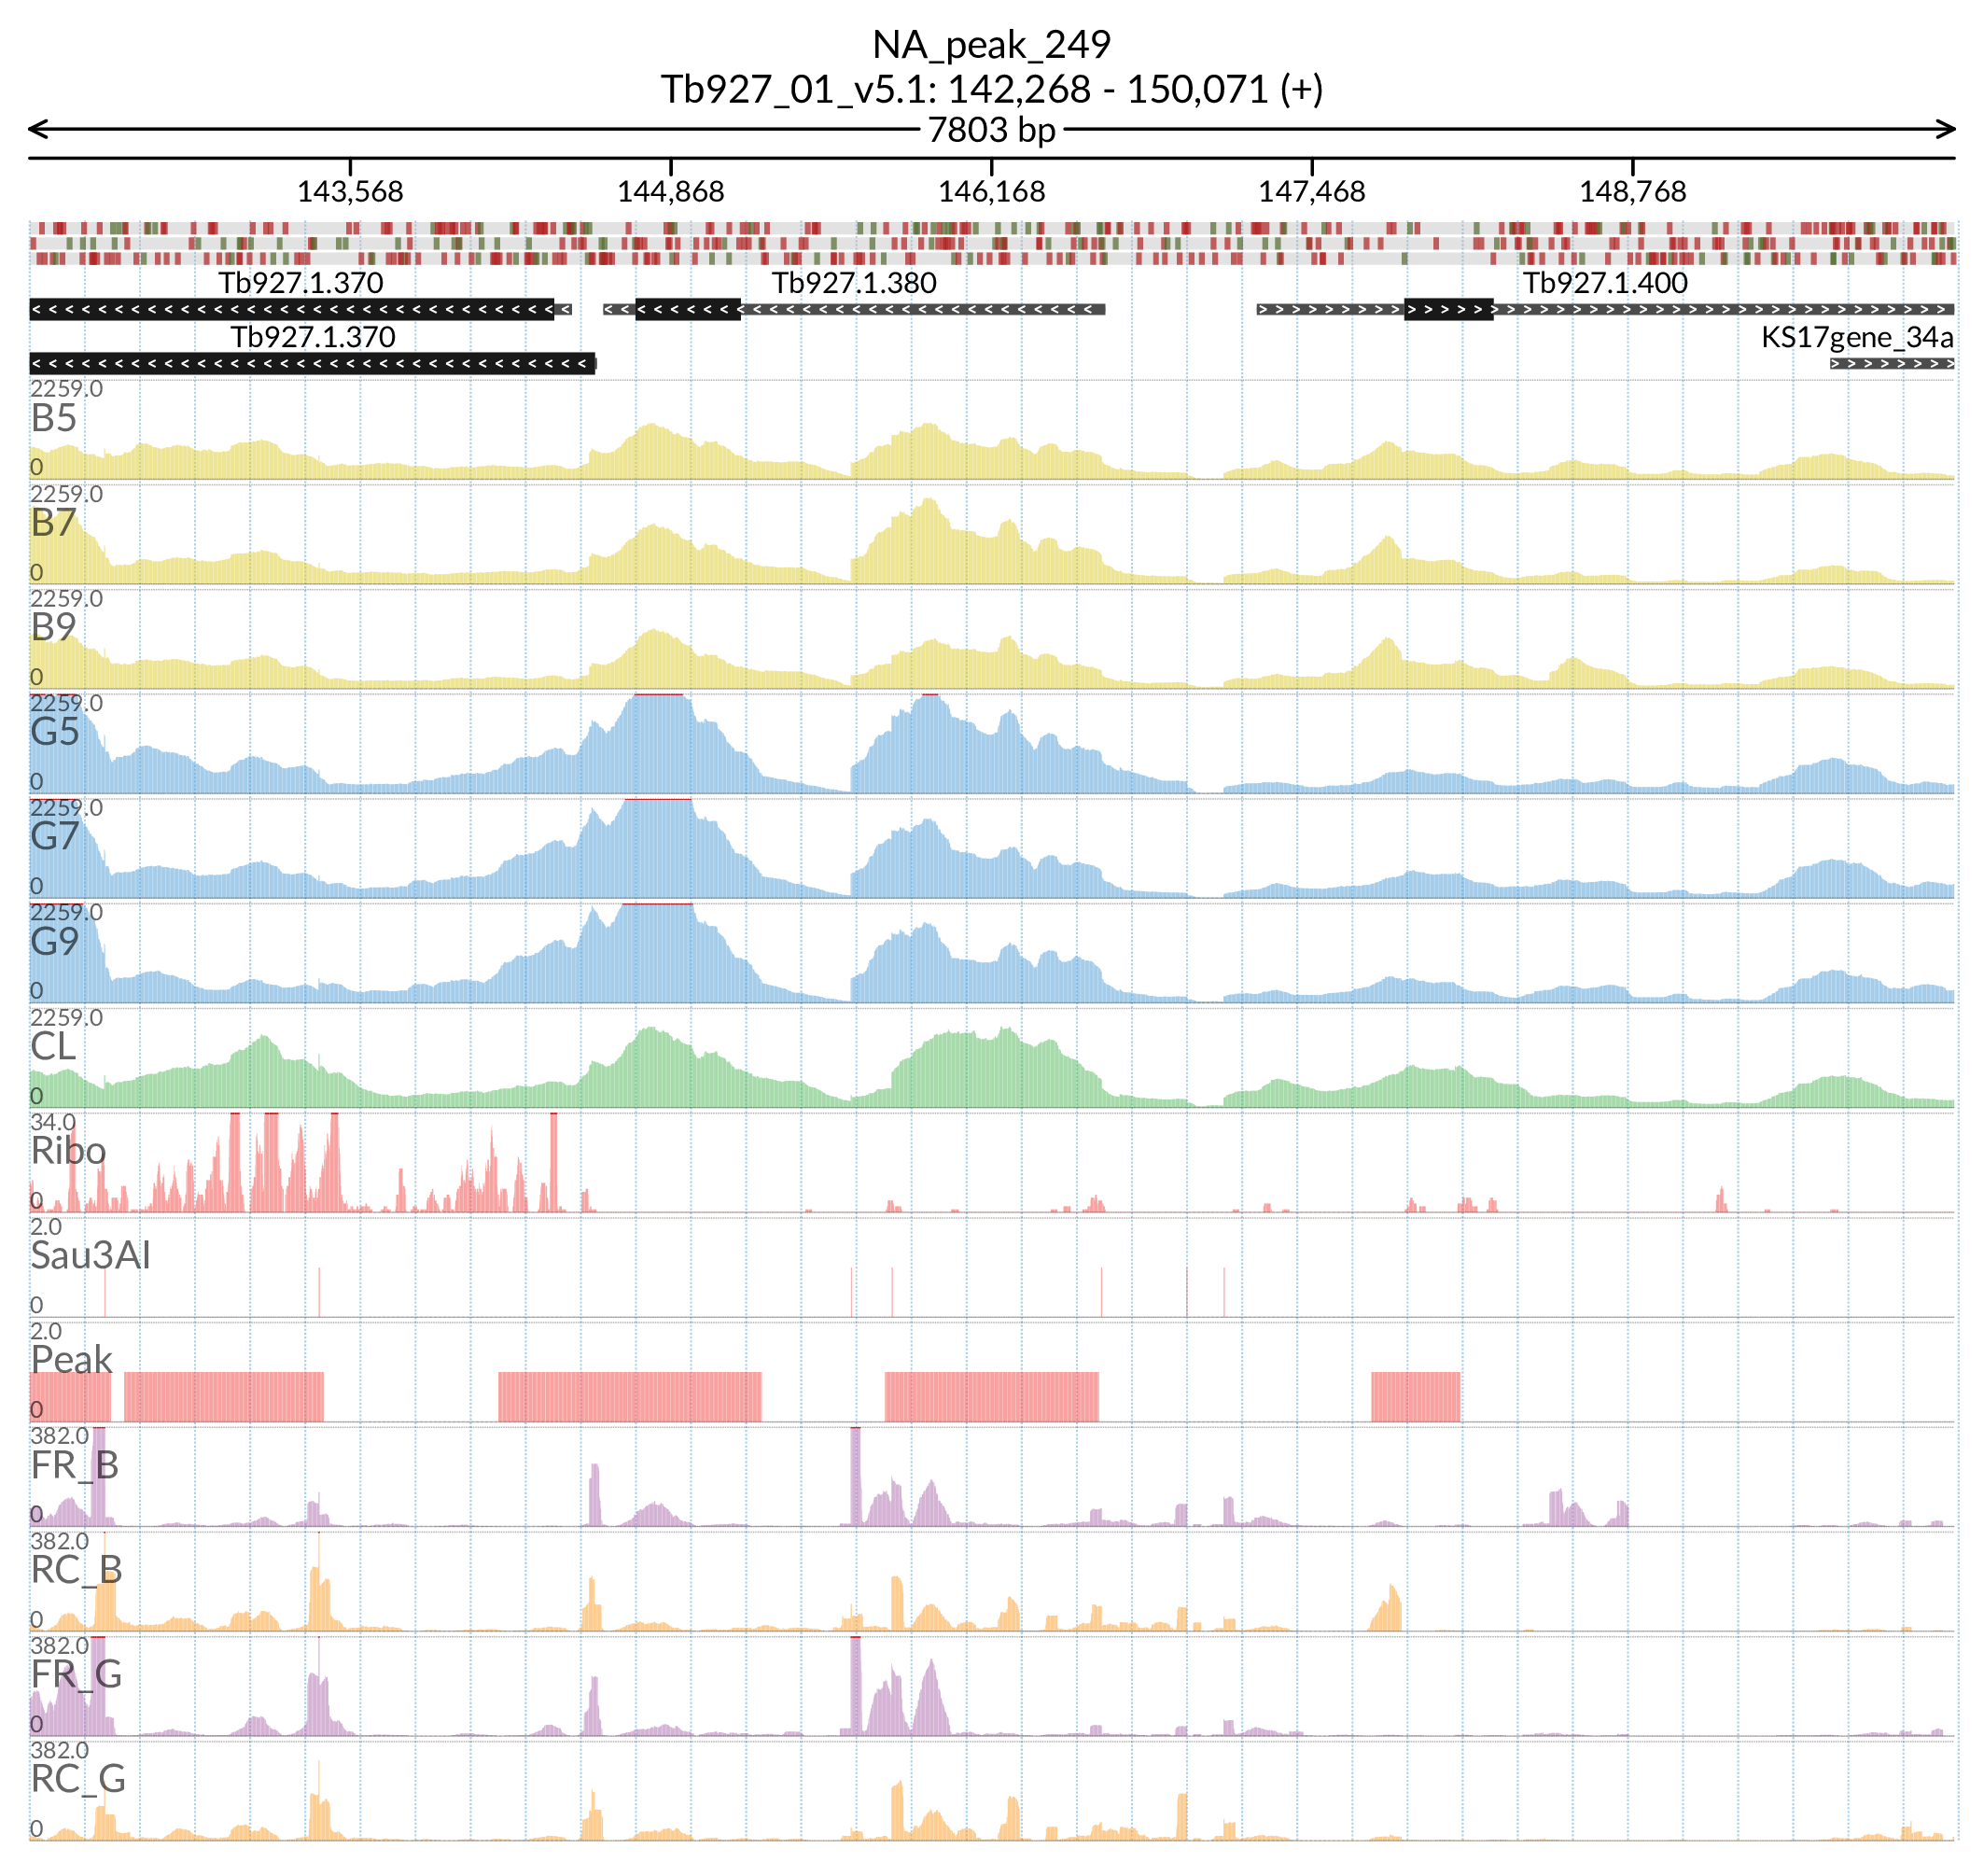 NA_peak_249
Tb927_01_v5.1: 142,268 - 150,071 (+)
7803 bp
143,568 144,868 146,168 147,468 148,768
Tb927.1.370 Tb927.1.380 Tb927.1.400
Tb927.1.370 KS17gene_34a
2259.0
B5
0
2259.0
B7
0
2259.0
B9
0
2259.0
G5
0
2259.0
G7
0
2259.0
G9
0
2259.0
CL
0
34.0
Ribo
0
2.0
Sau3AI
0
2.0
Peak
0
382.0
FR_B
0
382.0
RC_B
0
382.0
FR_G
0
382.0
RC_G
0